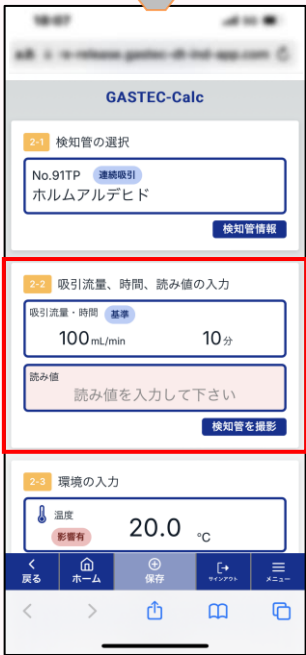 GASTEC-Calc
2-1 検知管の選択
No.91TP 連続吸引
ホルムアルデヒド
検知管情報
2-2 吸引流量、時間、読み値の入力
吸引流量・時間 基準
100 mL/min 10 分
読み値
読み値を入力して下さい
検知管を撮影
2-3 環境の入力
温度
影響有 20.0 ℃
戻る ホーム 保存 サインアウト メニュー